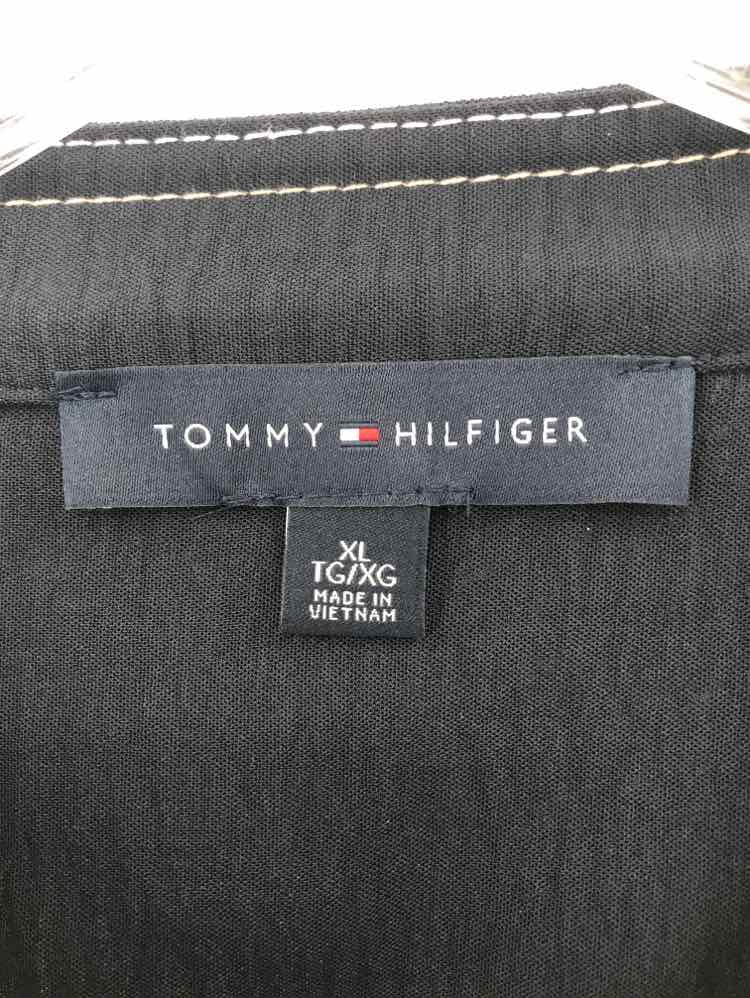 TOMMY HILFIGER
XL
TG/XG
MADE IN
VIETNAM